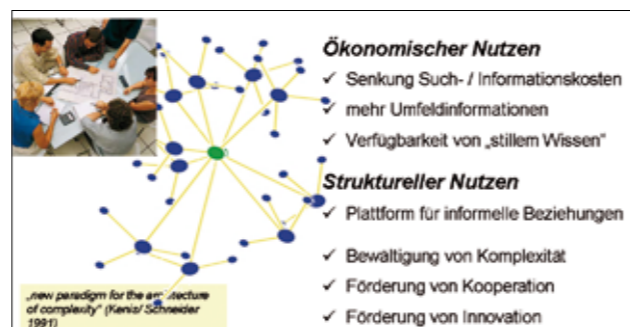 Ökonomischer Nutzen
✓ Senkung Such- / Informationskosten
✓ mehr Umfeldinformationen
✓ Verfügbarkeit von „stillem Wissen"
Struktureller Nutzen
✓ Plattform für informelle Beziehungen
✓ Bewältigung von Komplexität
✓ Förderung von Kooperation
✓ Förderung von Innovation
„new paradigm for the architecture
of complexity" (Kenis/ Schneider
1991)